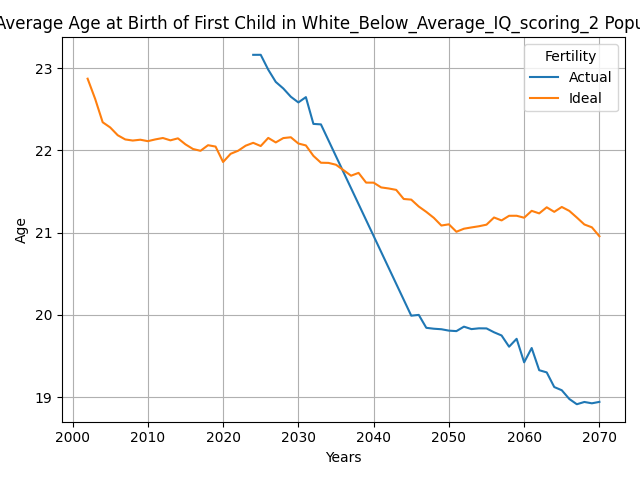 Average Age at Birth of First Child in White_Below_Average_IQ_scoring_2
Fertility
Actual
Ideal
23
22
21
20
19
Age
2000 2010 2020 2030 2040 2050 2060 2070
Years